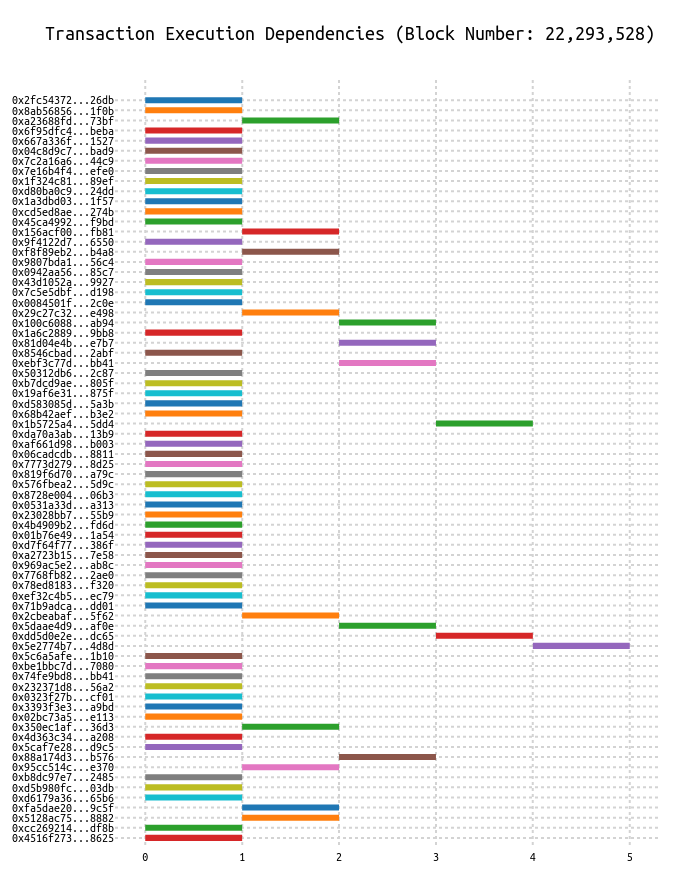 Transaction Execution Dependencies (Block Number: 22,293,528)
0x2fc54372...26db
0x8ab56856...1f0b
0xa23688fd...73bf
0x6f95dfc4...beba
0x667a336f...1527
0x04c8d9c7...bad9
0x7c2a16a6...44c9
0x7e16b4f4...efe0
0x1f324c81...89ef
0xd80ba0c9...24dd
0x1a3dbd03...1f57
0xcd5ed8ae...274b
0x45ca4992...f9bd
0x156acf00...fb81
0x9f4122d7...6550
0xf8f89eb2...b4a8
0x9807bda1...56c4
0x0942aa56...85c7
0x43d1052a...9927
0x7c5e5dbf...d198
0x0084501f...2c0e
0x29c27c32...e498
0x100c6088...ab94
0x1a6c2889...9bb8
0x81d04e4b...e7b7
0x8546cbad...2abf
0xebf3c77d...bb41
0x50312db6...2c87
0xb7dcd9ae...805f
0x19af6e31...875f
0xd583085d...5a3b
0x68b42aef...b3e2
0x1b5725a4...5dd4
0xda70a3ab...13b9
0xaf661d98...b003
0x06cadcdb...8811
0x7773d279...8d25
0x819f6d70...a79c
0x576fbea2...5d9c
0x8728e004...06b3
0x0531a33d...a313
0x23028bb7...55b9
0x4b4909b2...fd6d
0x01b76e49...1a54
0xd7f64f77...386f
0xa2723b15...7e58
0x969ac5e2...ab8c
0x7768fb82...2ae0
0x78ed8183...f320
0xef32c4b5...ec79
0x71b9adca...dd01
0x2cbeabaf...5f62
0x5daae4d9...af0e
0xdd5d0e2e...dc65
0x5e2774b7...4d8d
0x5c6a5afe...1b10
0xbe1bbc7d...7080
0x74fe9bd8...bb41
0x232371d8...56a2
0x0323f27b...cf01
0x3393f3e3...a9bd
0x02bc73a5...e113
0x350ec1af...36d3
0x4d363c34...a208
0x5caf7e28...d9c5
0x88a174d3...b576
0x95cc514c...e370
0xb8dc97e7...2485
0xd5b980fc...03db
0xd6179a36...65b6
0xfa5dae20...9c5f
0x5128ac75...8882
0xcc269214...df8b
0x4516f273...8625
0 1 2 3 4 5